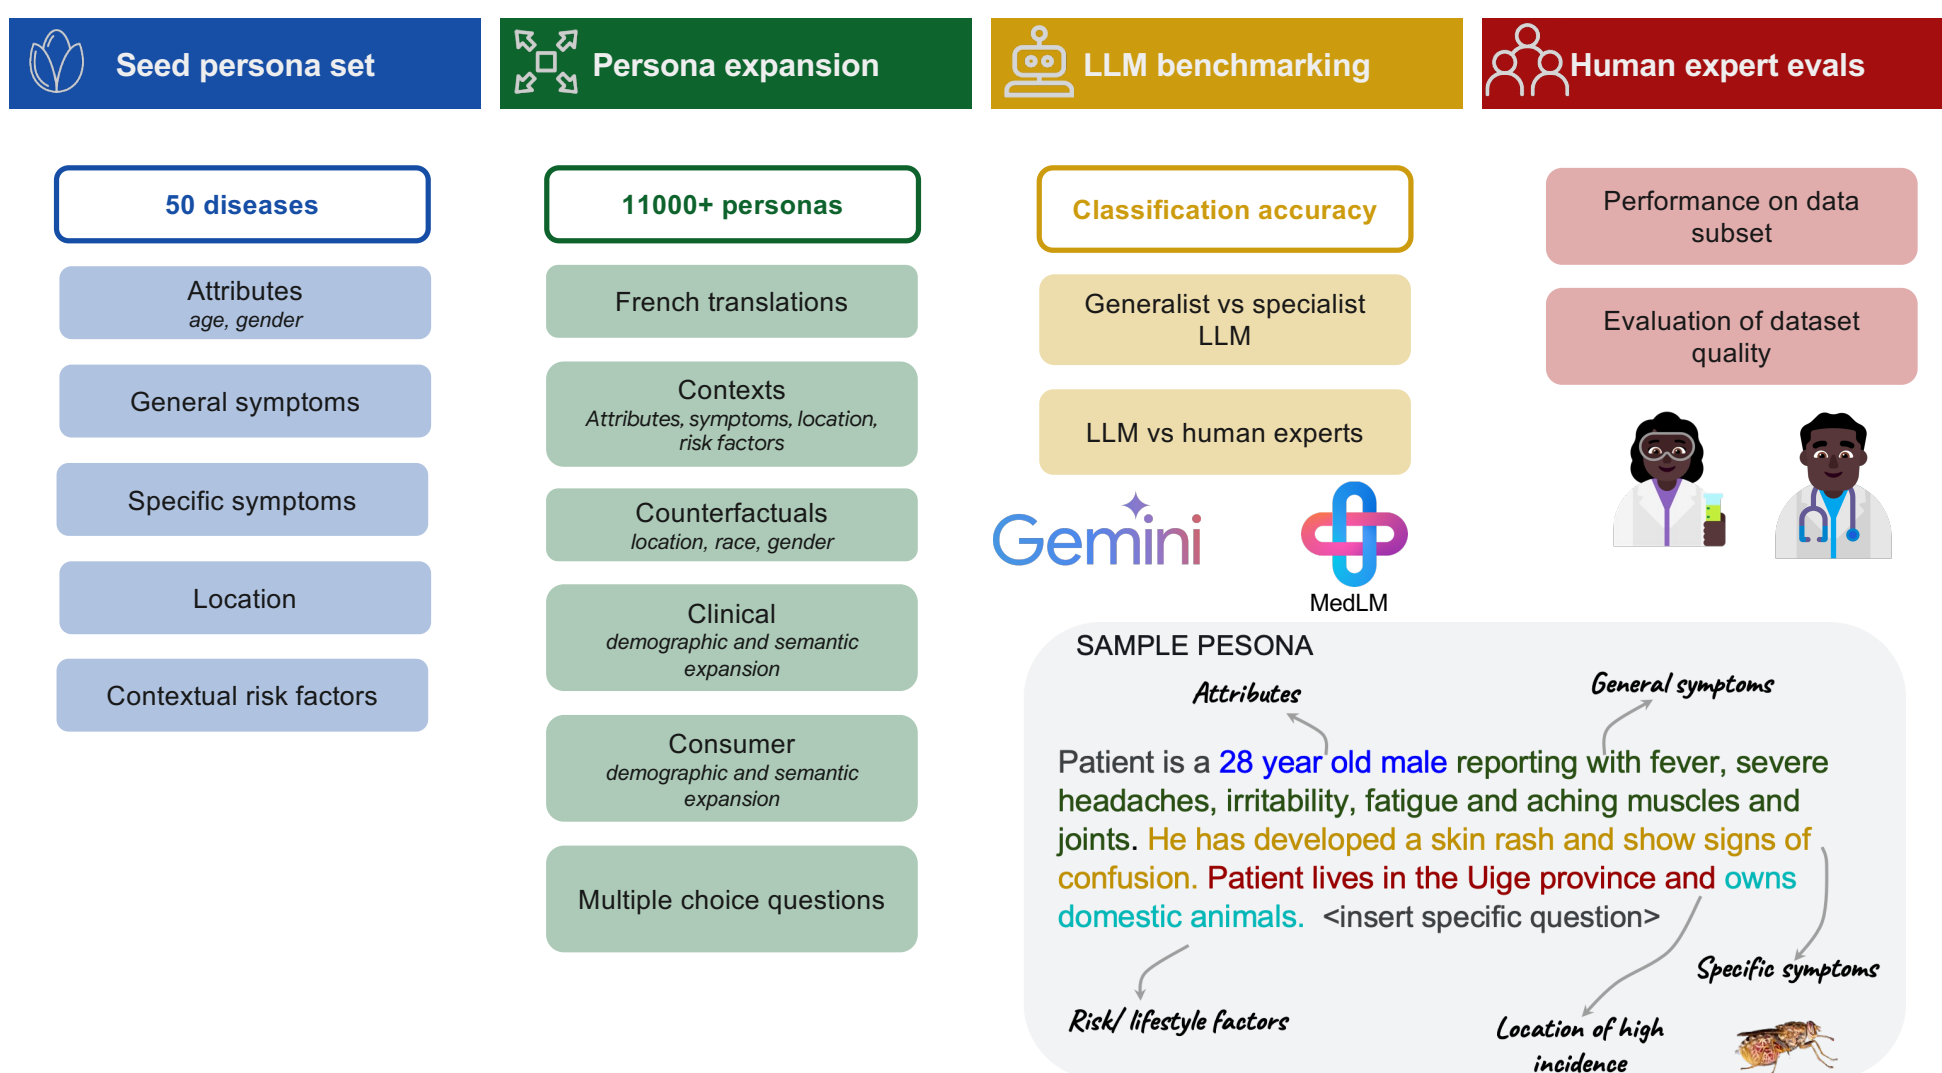 Seed persona set
Persona expansion
LLM benchmarking
Human expert evals
50 diseases
Attributes
age, gender
General symptoms
Specific symptoms
Location
Contextual risk factors
11000+ personas
French translations
Contexts
Attributes, symptoms, location,
risk factors
Counterfactuals
location, race, gender
Clinical
demographic and semantic
expansion
Consumer
demographic and semantic
expansion
Multiple choice questions
Classification accuracy
Generalist vs specialist
LLM
LLM vs human experts
Gemini
MedLM
Performance on data
subset
Evaluation of dataset
quality
SAMPLE PESONA
Attributes
General symptoms
Patient is a 28 year old male reporting with fever, severe
headaches, irritability, fatigue and aching muscles and
joints. He has developed a skin rash and show signs of
confusion. Patient lives in the Uige province and owns
domestic animals. <insert specific question>
Specific symptoms
Risk/ lifestyle factors
Location of high
incidence